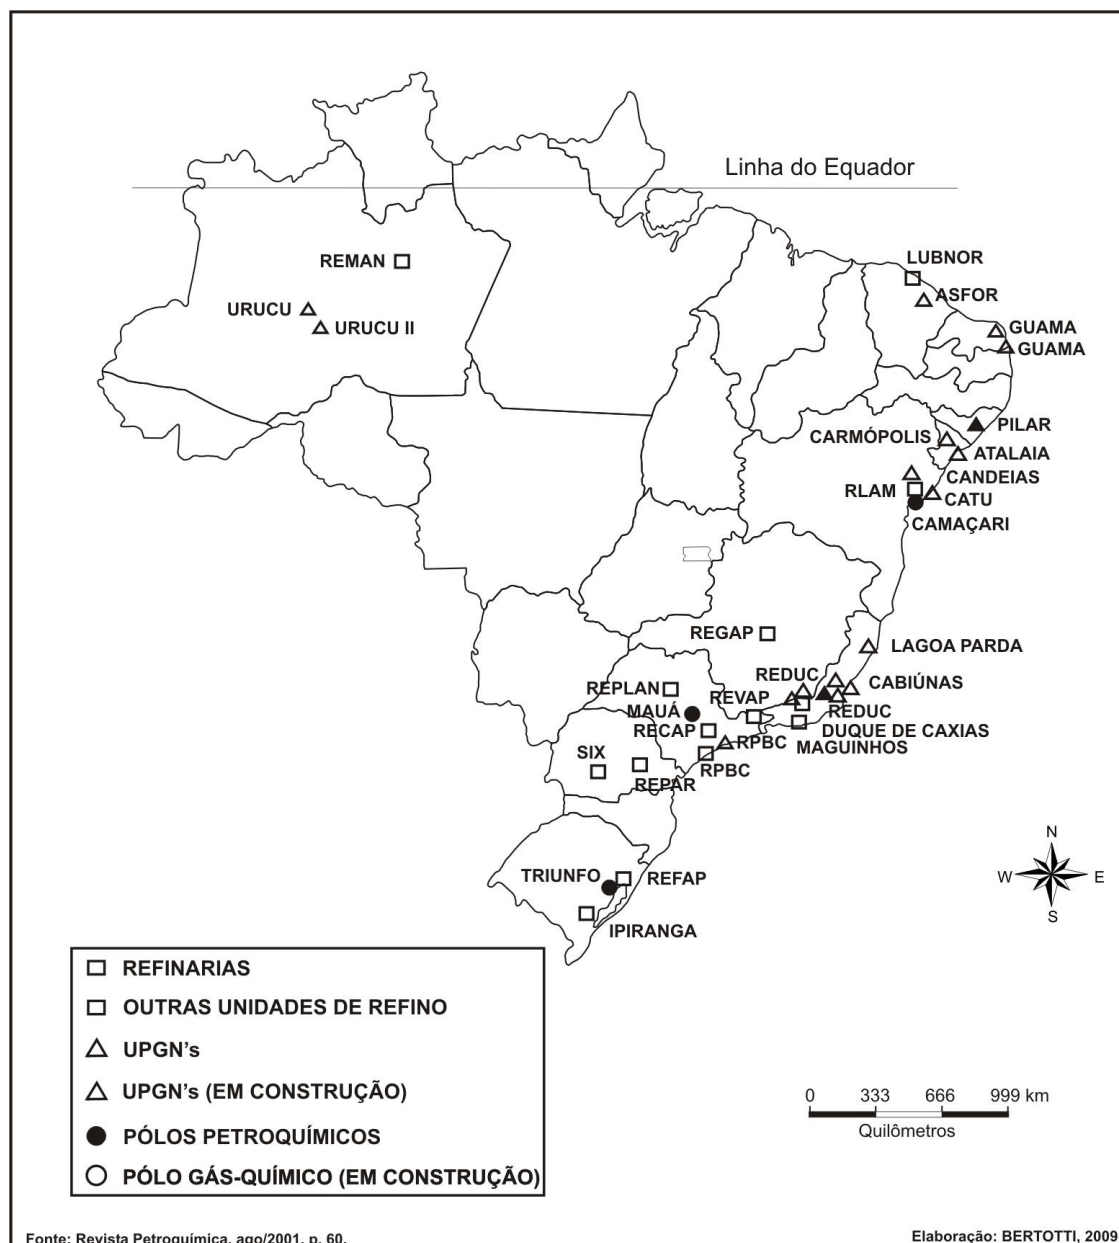 Linha do Equador
LUBNOR
REMAN
ASFOR
URUCU
URUCU II
GUAMA
GUAMA
PILAR
CARMÓPOLIS
ATALAIA
CANDEIAS
RLAM
CATU
CAMAÇARI
REGAP
LAGOA PARDA
REDUC
CABIÚNAS
REPLAN
REVAP
MAUÁ
REDUC
RECAP
DUQUE DE CAXIAS
RPBC
MAGUINHOS
SIX
RPBC
REPAR
TRIUNFO
REFAP
IPIRANGA
N
W
E
S
REFINARIAS
OUTRAS UNIDADES DE REFINO
UPGN's
UPGN's (EM CONSTRUÇÃO)
PÓLOS PETROQUÍMICOS
PÓLO GÁS-QUÍMICO (EM CONSTRUÇÃO)
0 333 666 999 km
Quilômetros
Fonte: Revista Petroquímica, ago/2001, p. 60.
Elaboração: BERTOTTI, 2009